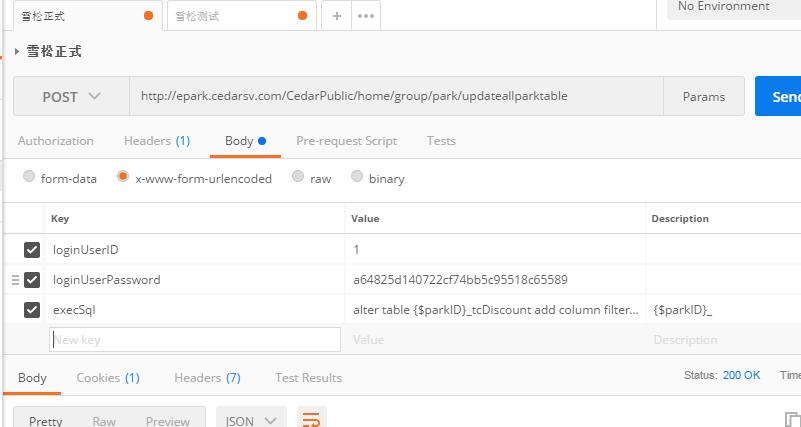 雪松正式
雪松测试
No Environment
雪松正式
POST
http://epark.cedarsv.com/CedarPublic/home/group/park/updateallparktable
Params
Send
Authorization
Headers (1)
Body
Pre-request Script
Tests
form-data
x-www-form-urlencoded
raw
binary
Key
Value
Description
loginUserID
1
loginUserPassword
a64825d140722cf74bb5c95518c65589
execSql
alter table {$parkID}_tcDiscount add column filter...
{$parkID}_
New key
Value
Description
Body
Cookies (1)
Headers (7)
Test Results
Status: 200 OK
Time
Pretty
Raw
Preview
JSON